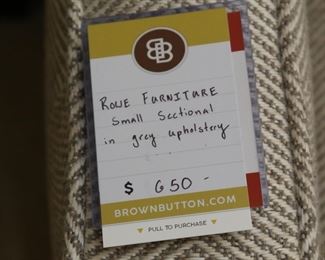 BB
ROWE FURNITURE
Small Sectional
in grey upholstery
$ 650 -
BROWNBUTTON.COM
PULL TO PURCHASE